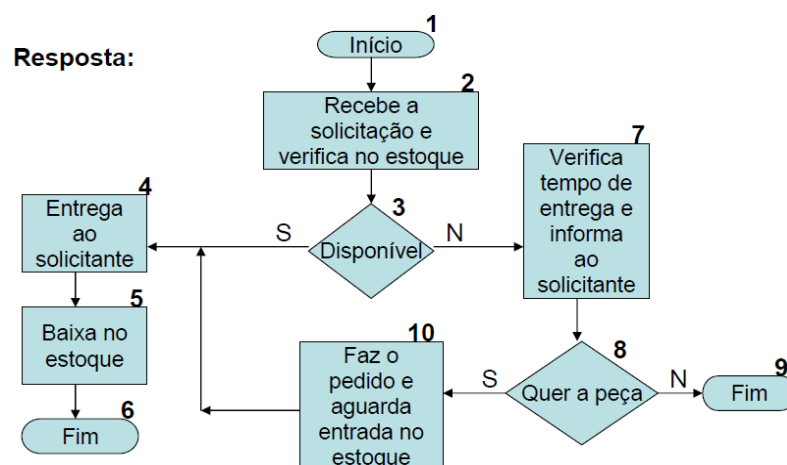 1
Início
Resposta:
2
Recebe a
solicitação e
verifica no estoque
7
Verifica
tempo de
entrega e
informa
ao
solicitante
4
Entrega
ao
solicitante
S
3
Disponível
N
5
Baixa no
estoque
10
Faz o
pedido e
aguarda
entrada no
estoque
S
8
Quer a peça
N
9
Fim
6
Fim